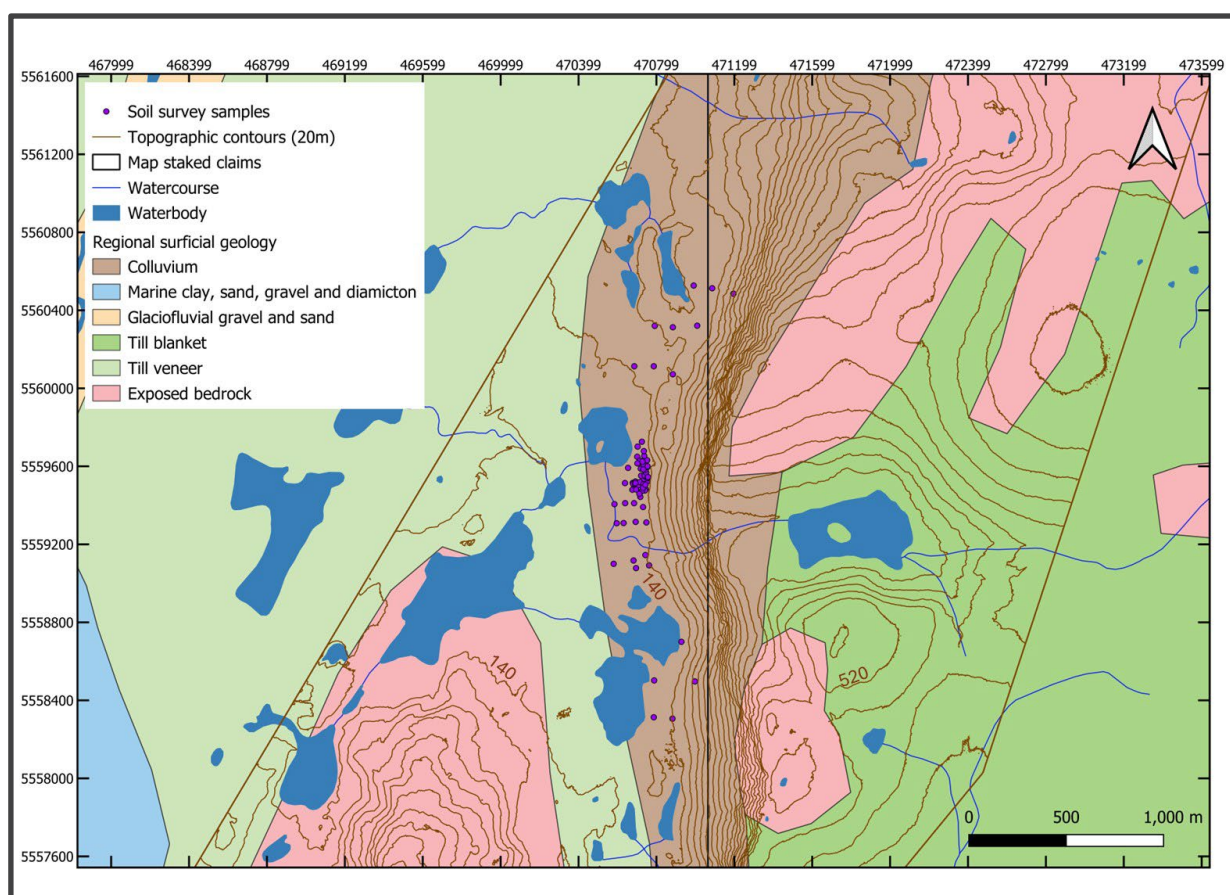 467999 468399 468799 469199 469599 469999 470399 470799 471199 471599 471999 472399 472799 473199 473599
5561600
5561200
5560800
5560400
5560000
5559600
5559200
5558800
5558400
5558000
5557600
Soil survey samples
Topographic contours (20m)
Map staked claims
Watercourse
Waterbody
Regional surficial geology
Colluvium
Marine clay, sand, gravel and diamicton
Glaciofluvial gravel and sand
Till blanket
Till veneer
Exposed bedrock
140
140
520
0 500 1,000 m